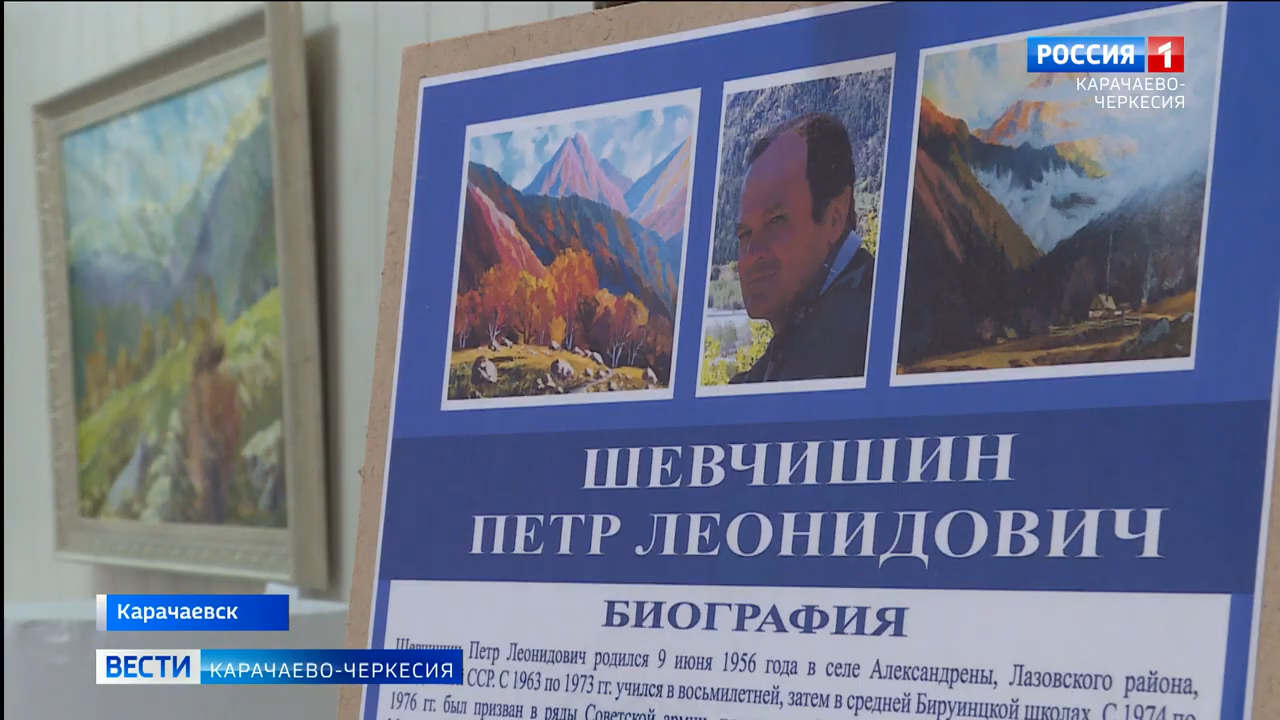 РОССИЯ 1
КАРАЧАЕВО-
ЧЕРКЕСИЯ
ШЕВЧИШИН
ПЕТР ЛЕОНИДОВИЧ
БИОГРАФИЯ
Петр Леонидович родился 9 июня 1956 года в селе Александрены, Лазовского района,
ССР. С 1963 по 1973 гг. учился в восьмилетней, затем в средней Бируинцкой школах. С 1974 по
1976 гг. был призван в ряды Советской армии
Карачаевск
ВЕСТИ КАРАЧАЕВО-ЧЕРКЕСИЯ